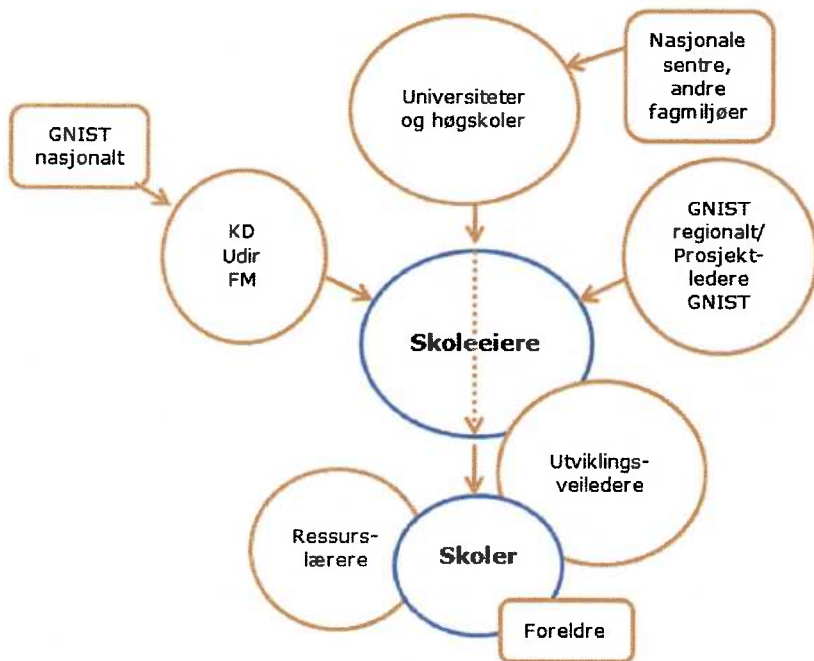 Nasjonale
sentre,
andre
fagmiljøer
Universiteter
og høgskoler
GNIST
nasjonalt
KD
Udir
FM
GNIST
regionalt/
Prosjekt-
ledere
GNIST
Skoleeiere
Utviklings-
veiledere
Ressurs-
lærere
Skoler
Foreldre